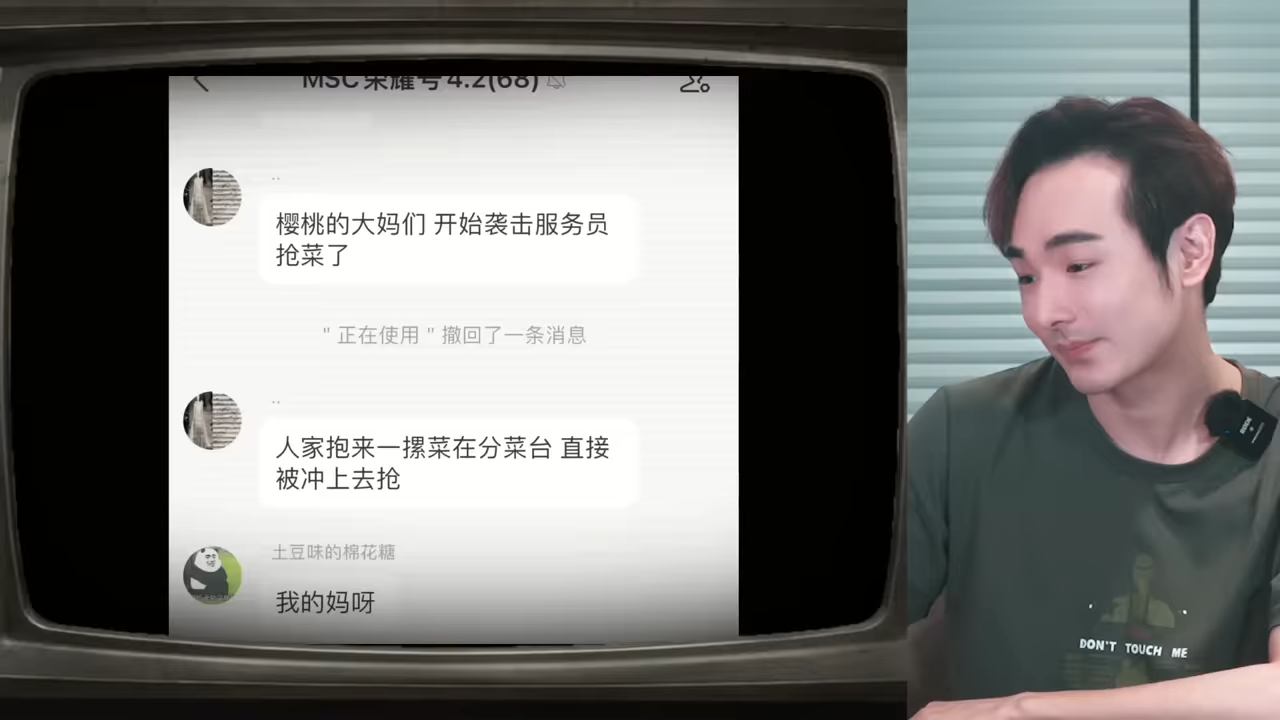 MSC荣耀号4.2(68)
..
樱桃的大妈们 开始袭击服务员
抢菜了
" 正在使用 " 撤回了一条消息
..
人家抱来一摞菜在分菜台 直接
被冲上去抢
土豆味的棉花糖
我的妈呀
DON'T TOUCH ME